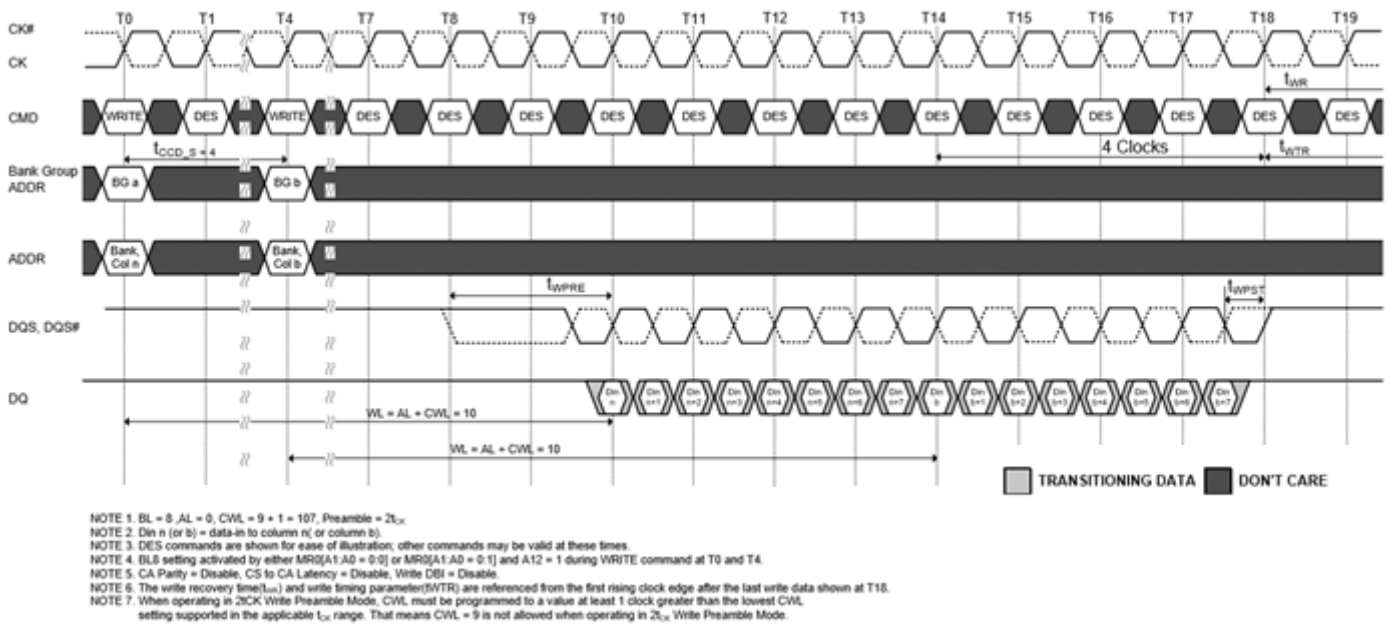 T0 T1 T4 T7 T8 T9 T10 T11 T12 T13 T14 T15 T16 T17 T18 T19
CK#
CK
tWR
CMD WRITE DES WRITE DES DES DES DES DES DES DES DES DES DES DES DES DES
tCCD_S = 4
4 Clocks
tWTR
Bank Group
ADDR
BG a BG b
ADDR
Bank, Bank,
Col n Col b
tWPRE
tWPST
DQS, DQS#
DQ
Din Din Din Din Din Din Din Din Din Din Din Din Din Din Din Din
n n+1 n+2 n+3 n+4 n+5 n+6 n+7 b b+1 b+2 b+3 b+4 b+5 b+6 b+7
WL = AL + CWL = 10
WL = AL + CWL = 10
TRANSITIONING DATA DON'T CARE
NOTE 1. BL = 8 ,AL = 0, CWL = 9 + 1 = 107, Preamble = 2tCK
NOTE 2. Din n (or b) = data-in to column n( or column b).
NOTE 3. DES commands are shown for ease of illustration; other commands may be valid at these times.
NOTE 4. BL8 setting activated by either MR0[A1:A0 = 0:0] or MR0[A1:A0 = 0:1] and A12 = 1 during WRITE command at T0 and T4.
NOTE 5. CA Parity = Disable, CS to CA Latency = Disable, Write DBI = Disable.
NOTE 6. The write recovery time(tWR) and write timing parameter(tWTR) are referenced from the first rising clock edge after the last write data shown at T18.
NOTE 7. When operating in 2tCK Write Preamble Mode, CWL must be programmed to a value at least 1 clock greater than the lowest CWL
setting supported in the applicable tCK range. That means CWL = 9 is not allowed when operating in 2tCK Write Preamble Mode.